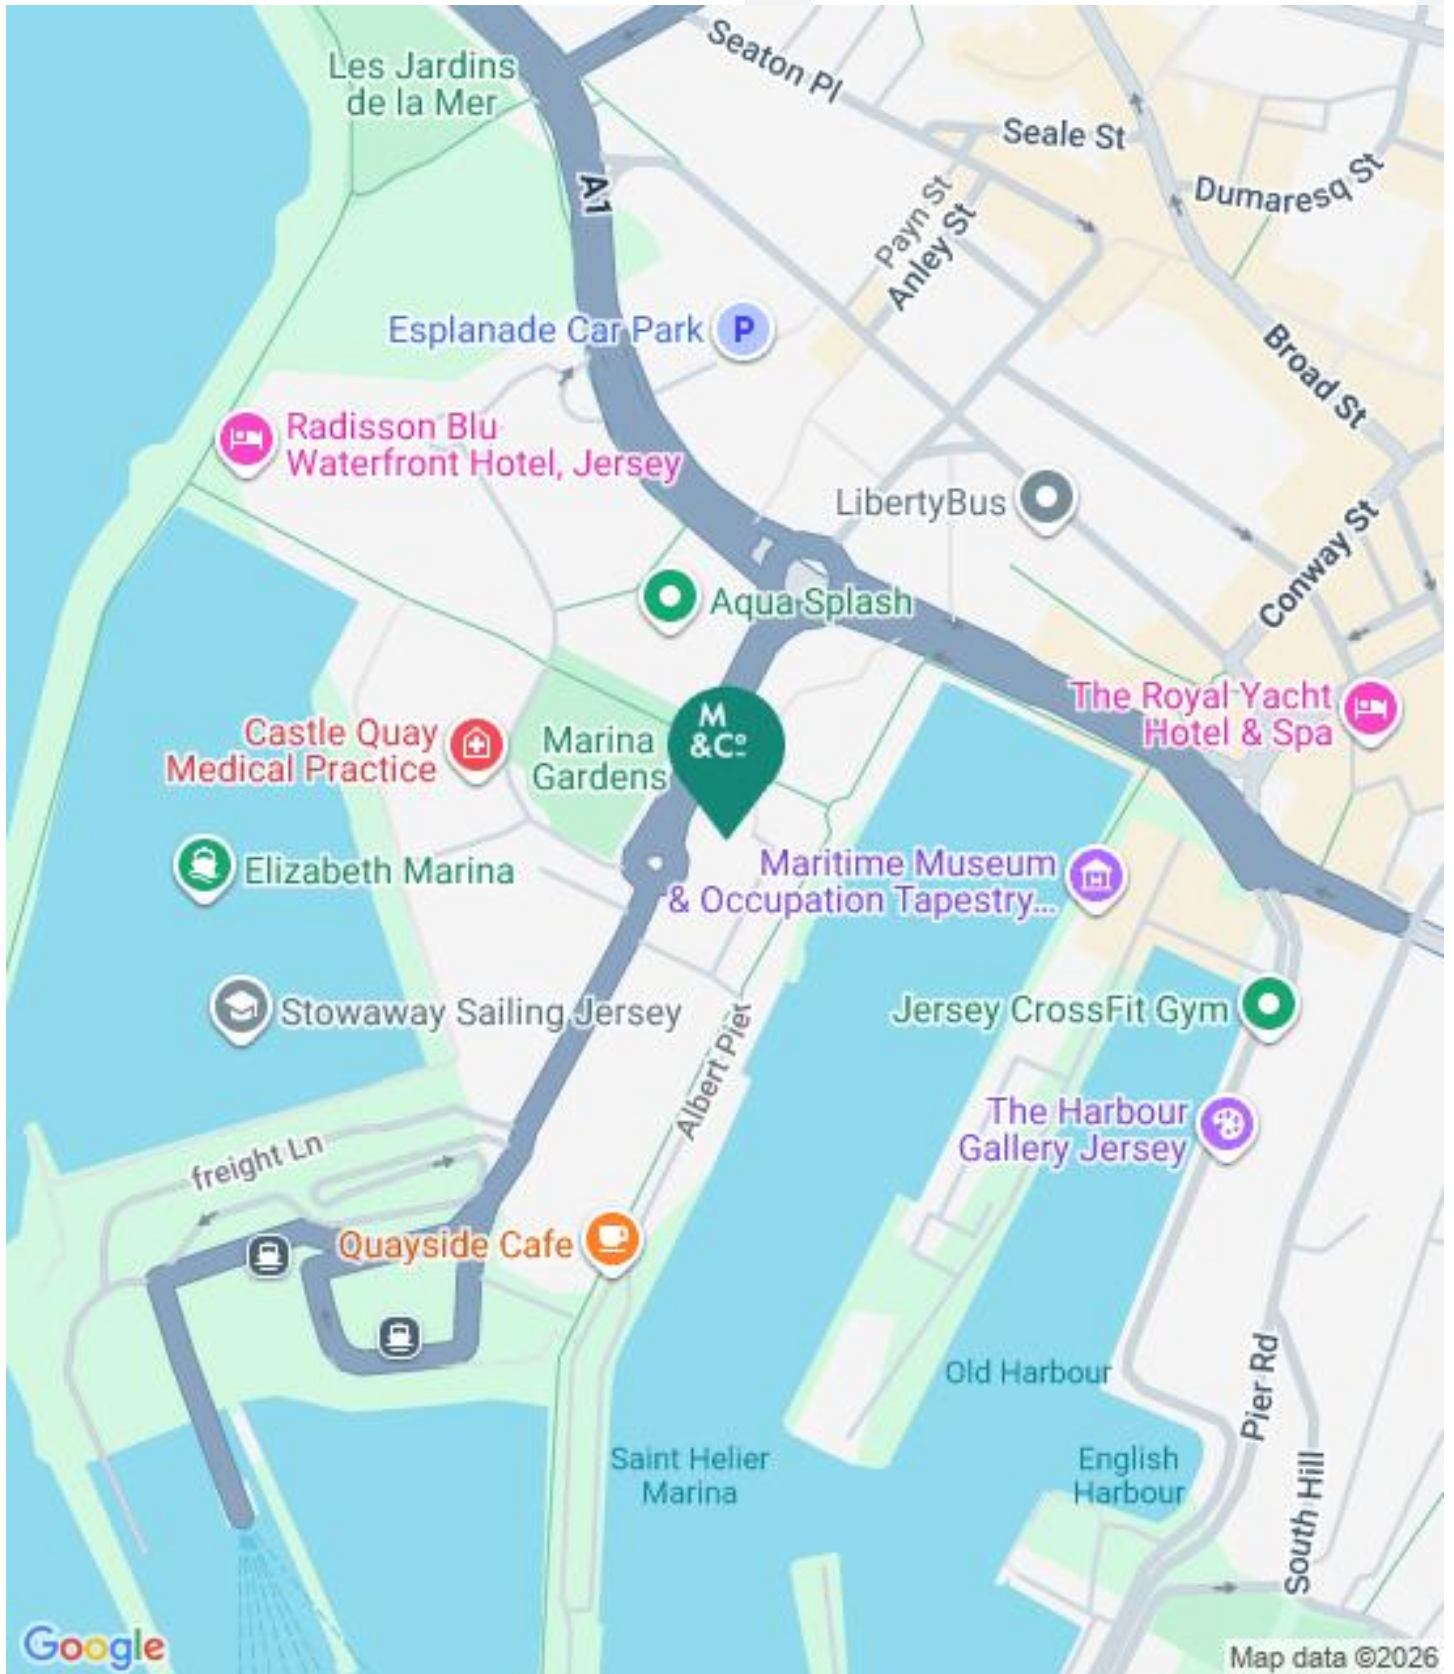 Les Jardins
de la Mer
Seaton Pl
Seale St
Dumaresq St
A1
Payn St
Anley St
Esplanade Car Park
P
Broad St
Radisson Blu
Waterfront Hotel, Jersey
LibertyBus
Conway St
Aqua Splash
The Royal Yacht
Hotel & Spa
M
&Co
Castle Quay
Medical Practice
Marina
Gardens
Maritime Museum
& Occupation Tapestry...
Elizabeth Marina
Stowaway Sailing Jersey
Jersey CrossFit Gym
Albert Pier
The Harbour
Gallery Jersey
freight Ln
Quayside Cafe
Old Harbour
Pier Rd
Saint Helier
Marina
English
Harbour
South Hill
Google
Map data ©2026